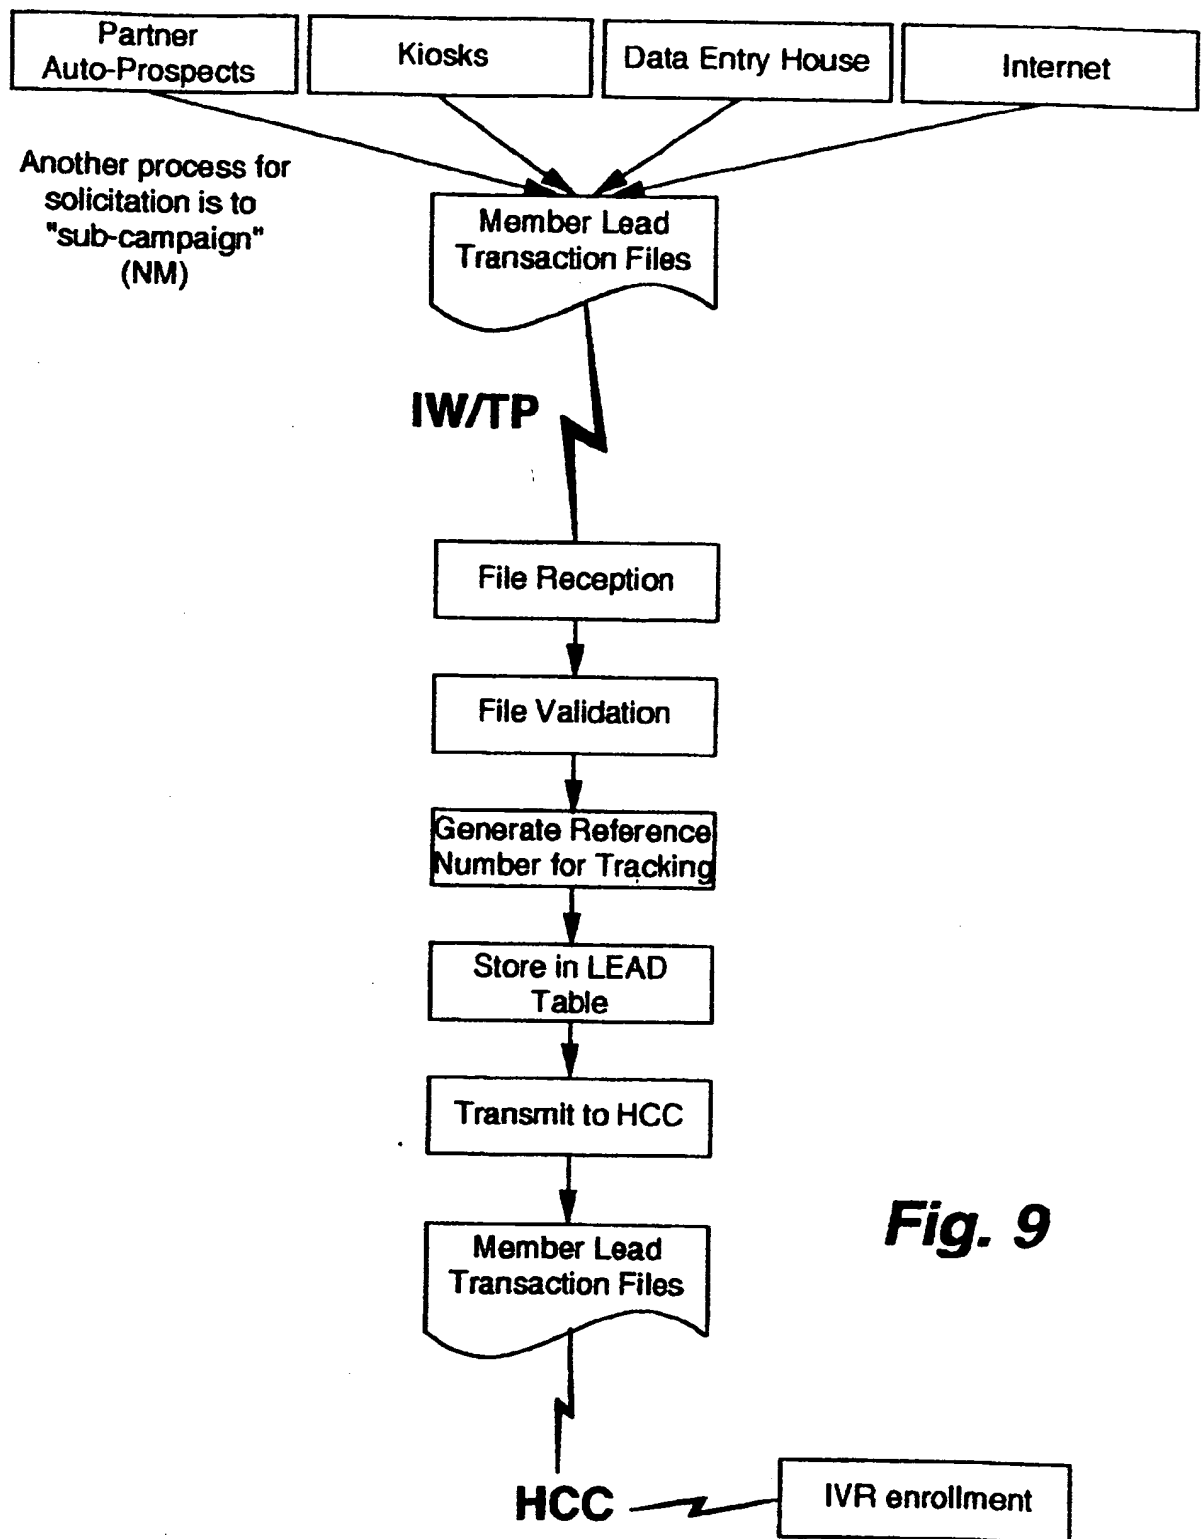 Partner
Auto-Prospects
Kiosks
Data Entry House
Internet
Another process for
solicitation is to
"sub-campaign"
(NM)
Member Lead
Transaction Files
IW/TP
File Reception
File Validation
Generate Reference
Number for Tracking
Store in LEAD
Table
Transmit to HCC
Member Lead
Transaction Files
Fig. 9
HCC
IVR enrollment